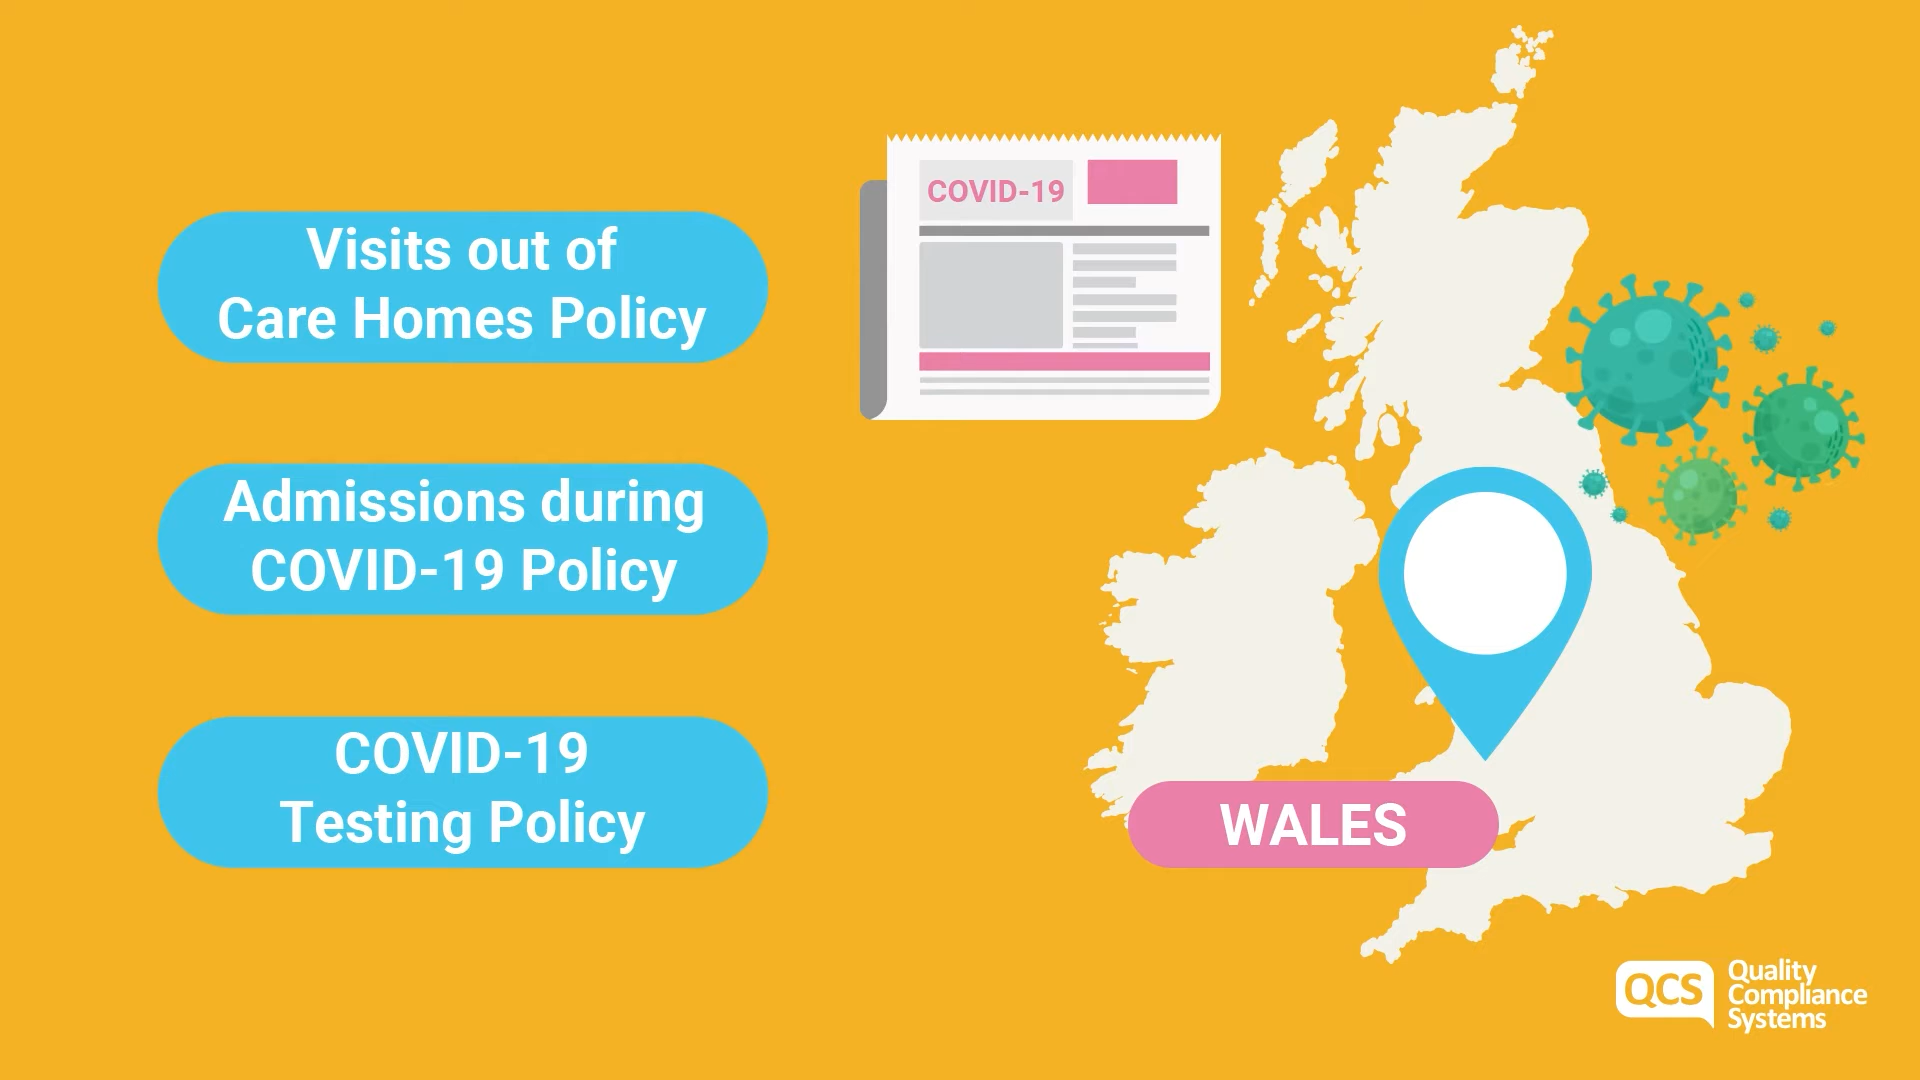 Visits out of
Care Homes Policy
Admissions during
COVID-19 Policy
COVID-19
Testing Policy
COVID-19
WALES
QCS
Quality
Compliance
Systems